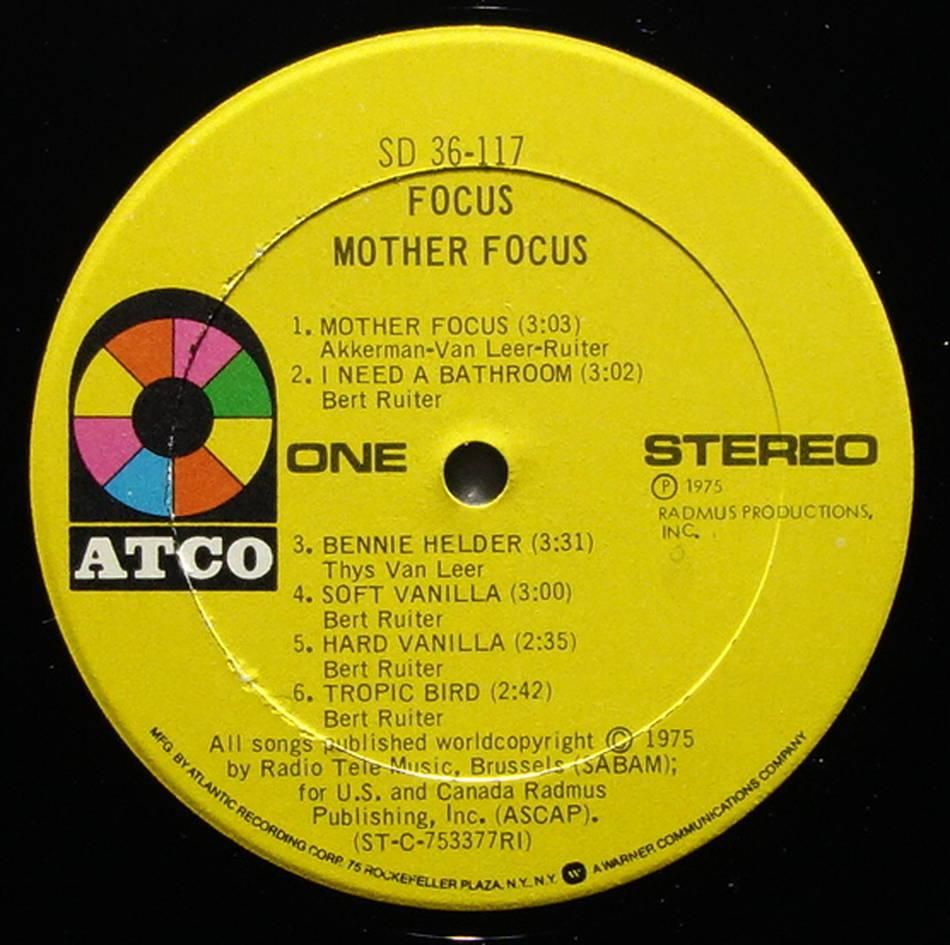 SD 36-117
FOCUS
MOTHER FOCUS
1. MOTHER FOCUS (3:03)
Akkerman-Van Leer-Ruiter
2. I NEED A BATHROOM (3:02)
Bert Ruiter
ATCO
ONE
STEREO
Ⓟ 1975
RADMUS PRODUCTIONS,
INC.
3. BENNIE HELDER (3:31)
Thys Van Leer
4. SOFT VANILLA (3:00)
Bert Ruiter
5. HARD VANILLA (2:35)
Bert Ruiter
6. TROPIC BIRD (2:42)
Bert Ruiter
All songs published worldcopyright © 1975
by Radio Tele Music, Brussels (SABAM);
for U.S. and Canada Radmus
Publishing, Inc. (ASCAP).
(ST-C-753377RI)
MFG. BY ATLANTIC RECORDING CORP. 75 ROCKEFELLER PLAZA, N.Y., N.Y. W A WARNER COMMUNICATIONS COMPANY